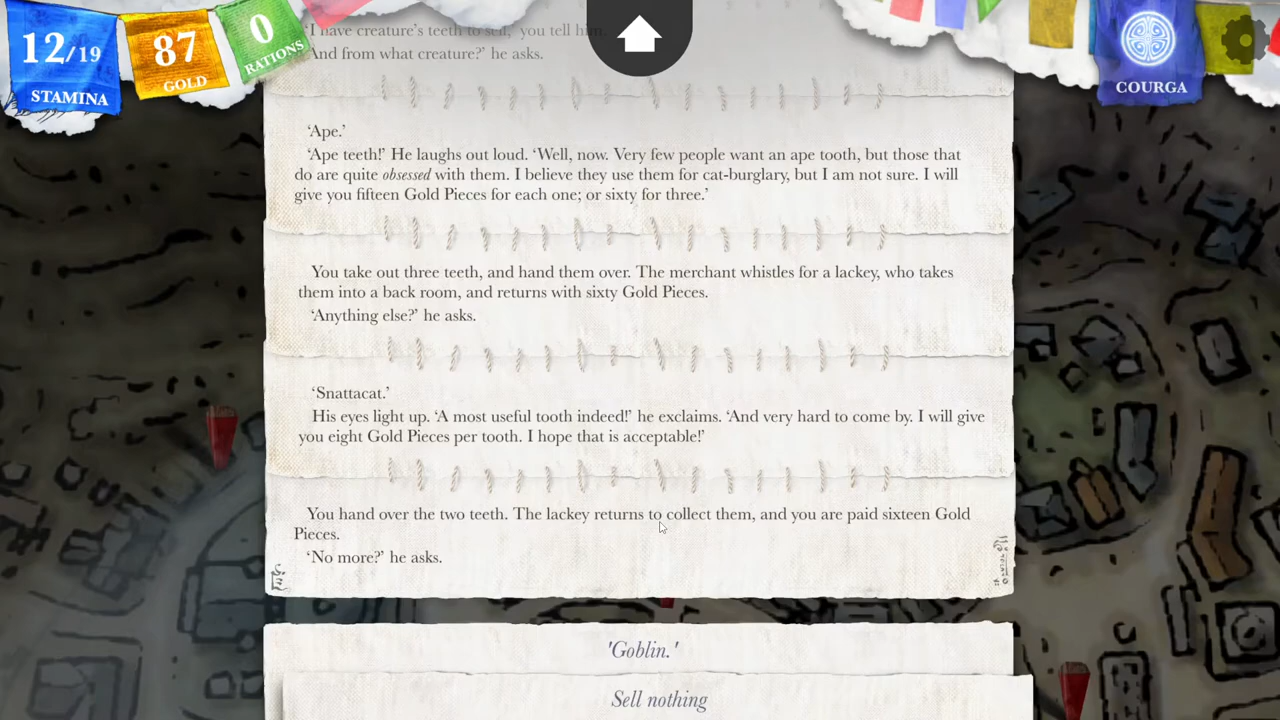 12/19
STAMINA
87
GOLD
0
RATIONS
COURGA
'I have creature's teeth to sell,' you tell him.
'And from what creature?' he asks.
'Ape.'
'Ape teeth!' He laughs out loud. 'Well, now. Very few people want an ape tooth, but those that
do are quite obsessed with them. I believe they use them for cat-burglary, but I am not sure. I will
give you fifteen Gold Pieces for each one; or sixty for three.'
You take out three teeth, and hand them over. The merchant whistles for a lackey, who takes
them into a back room, and returns with sixty Gold Pieces.
'Anything else?' he asks.
'Snattacat.'
His eyes light up. 'A most useful tooth indeed!' he exclaims. 'And very hard to come by. I will give
you eight Gold Pieces per tooth. I hope that is acceptable!'
You hand over the two teeth. The lackey returns to collect them, and you are paid sixteen Gold
Pieces.
'No more?' he asks.
'Goblin.'
Sell nothing